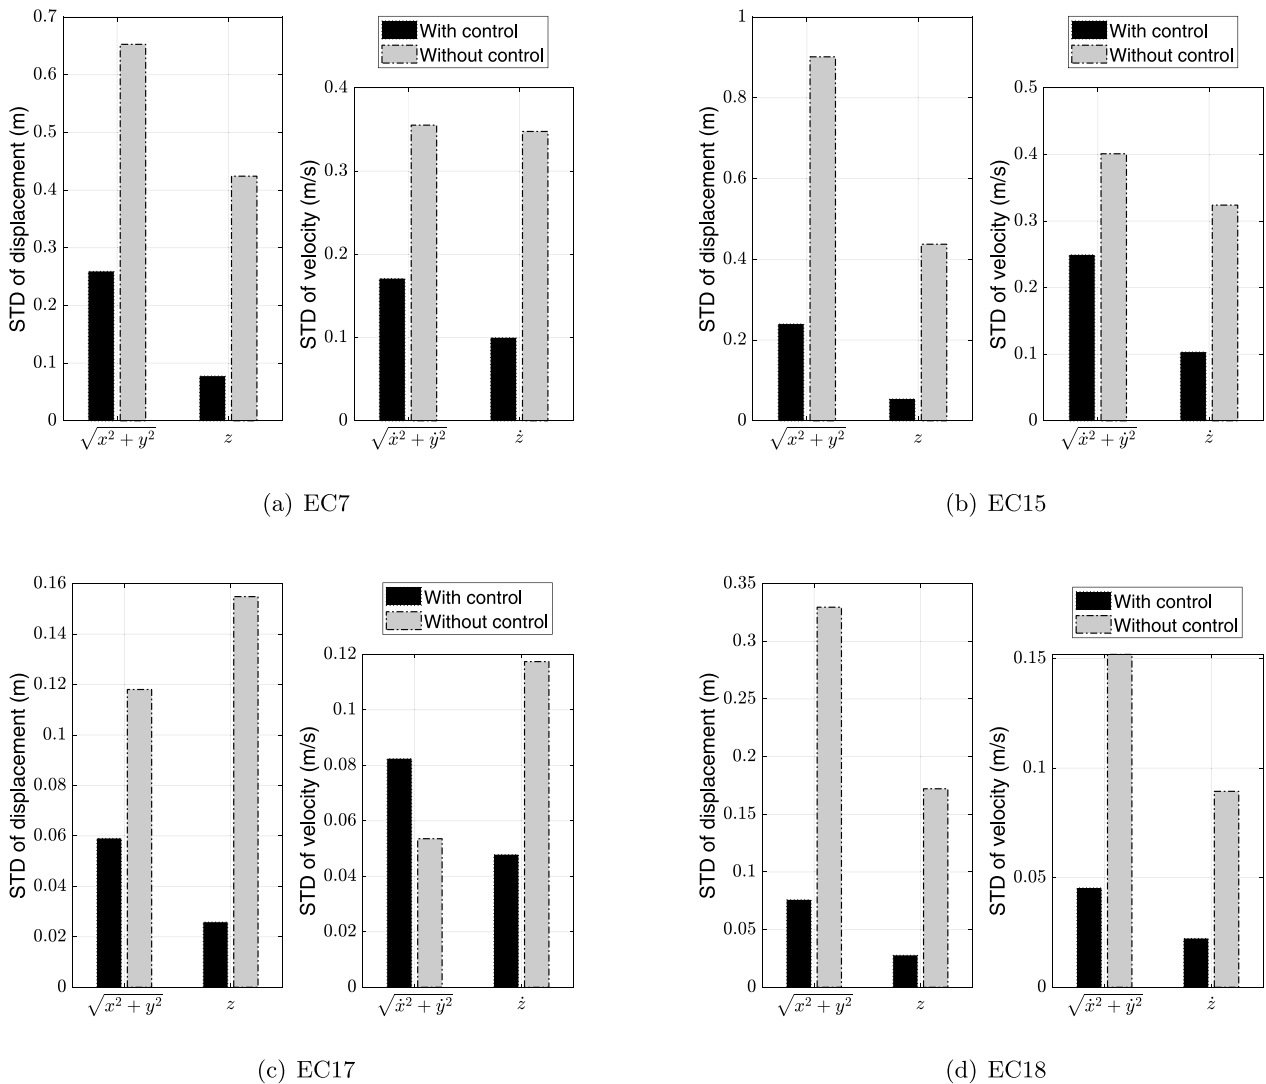 STD of displacement (m)
0.7
0.6
0.5
0.4
0.3
0.2
0.1
0
√x² + y²
z
With control
Without control
STD of velocity (m/s)
0.4
0.3
0.2
0.1
0
√ẋ² + ẏ²
ż
(a) EC7
STD of displacement (m)
1
0.8
0.6
0.4
0.2
0
√x² + y²
z
With control
Without control
STD of velocity (m/s)
0.5
0.4
0.3
0.2
0.1
0
√ẋ² + ẏ²
ż
(b) EC15
STD of displacement (m)
0.16
0.14
0.12
0.1
0.08
0.06
0.04
0.02
0
√x² + y²
z
With control
Without control
STD of velocity (m/s)
0.12
0.1
0.08
0.06
0.04
0.02
0
√ẋ² + ẏ²
ż
(c) EC17
STD of displacement (m)
0.35
0.3
0.25
0.2
0.15
0.1
0.05
0
√x² + y²
z
With control
Without control
STD of velocity (m/s)
0.15
0.1
0.05
0
√ẋ² + ẏ²
ż
(d) EC18